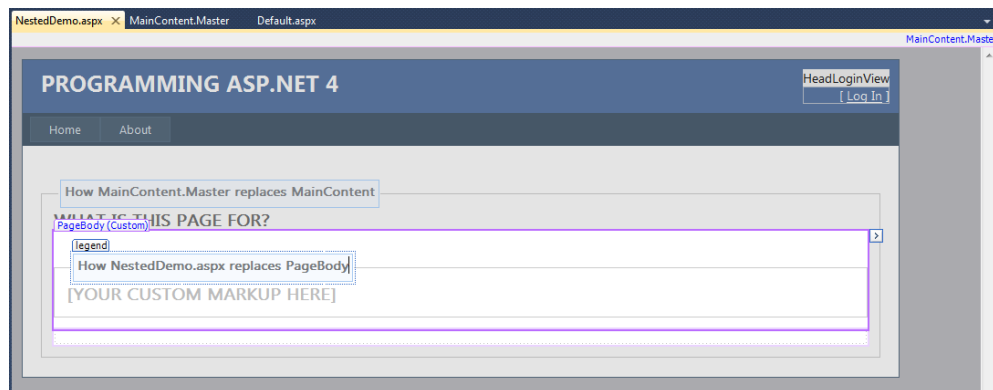 NestedDemo.aspx MainContent.Master Default.aspx
MainContent.Maste
PROGRAMMING ASP.NET 4
HeadLoginView
[ Log In ]
Home About
How MainContent.Master replaces MainContent
WHAT IS THIS PAGE FOR?
PageBody (Custom)
legend
How NestedDemo.aspx replaces PageBody
[YOUR CUSTOM MARKUP HERE]